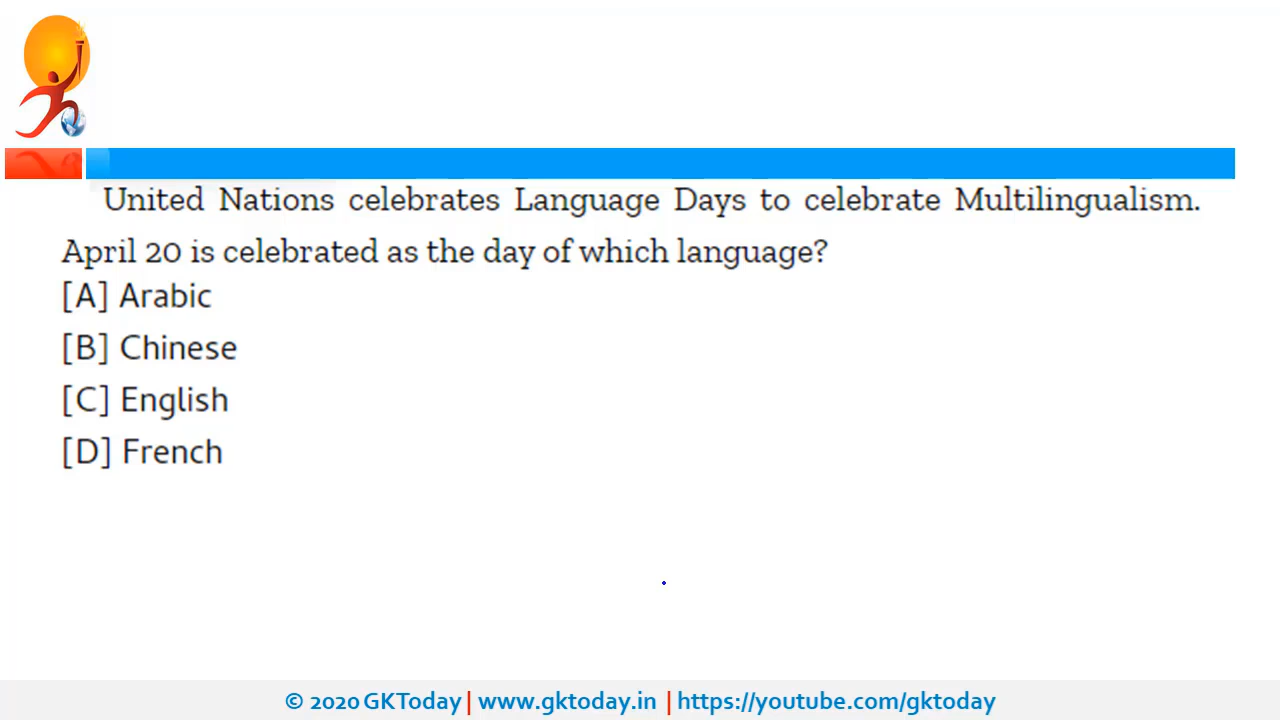 United Nations celebrates Language Days to celebrate Multilingualism.
April 20 is celebrated as the day of which language?
[A] Arabic
[B] Chinese
[C] English
[D] French
© 2020 GKToday | www.gktoday.in | https://youtube.com/gktoday